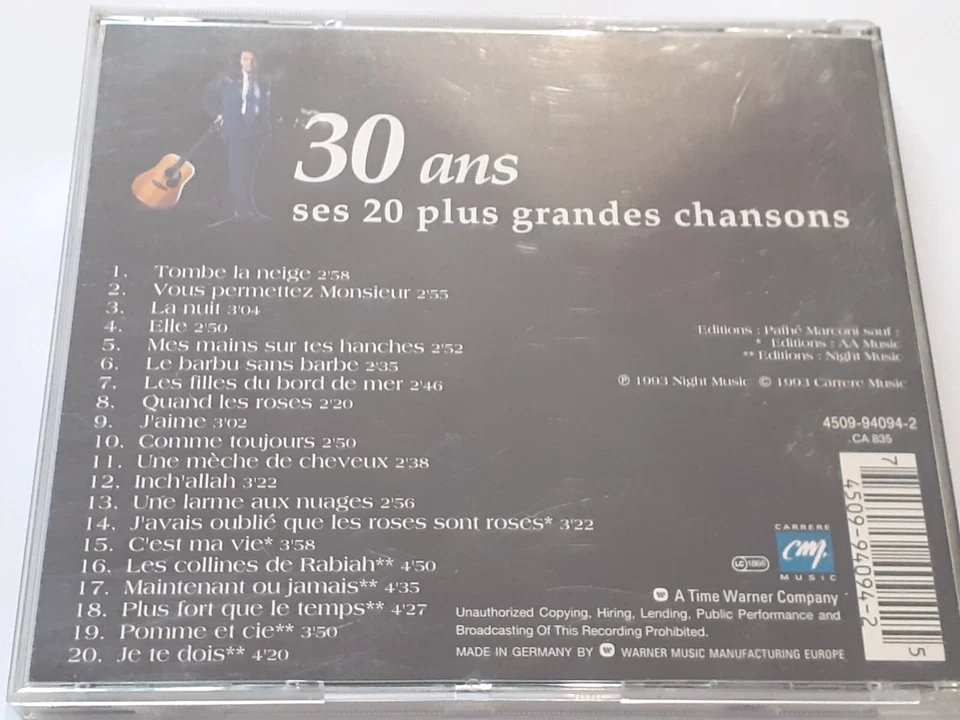 30 ans
ses 20 plus grandes chansons
1. Tombe la neige 2'58
2. Vous permettez Monsieur 2'55
3. La nuit 3'04
4. Elle 2'50
5. Mes mains sur tes hanches 2'52
6. Le barbu sans barbe 2'35
7. Les filles du bord de mer 2'46
8. Quand les roses 2'20
9. J'aime 3'02
10. Comme toujours 2'50
11. Une mèche de cheveux 2'38
12. Inch'allah 3'22
13. Une larme aux nuages 2'56
14. J'avais oublié que les roses sont roses* 3'22
15. C'est ma vie* 3'58
16. Les collines de Rabiah** 4'50
17. Maintenant ou jamais** 4'35
18. Plus fort que le temps** 4'27
19. Pomme et cie** 3'50
20. Je te dois** 4'20
Editions : Pathé Marconi sauf :
* Editions : AA Music
** Editions : Night Music
℗ 1993 Night Music © 1993 Carrere Music
4509-94094-2
CA 835
7 4509-94094-2 5
CARRERE
cm.
MUSIC
LC 1866
A Time Warner Company
Unauthorized Copying, Hiring, Lending, Public Performance and
Broadcasting Of This Recording Prohibited.
MADE IN GERMANY BY WARNER MUSIC MANUFACTURING EUROPE